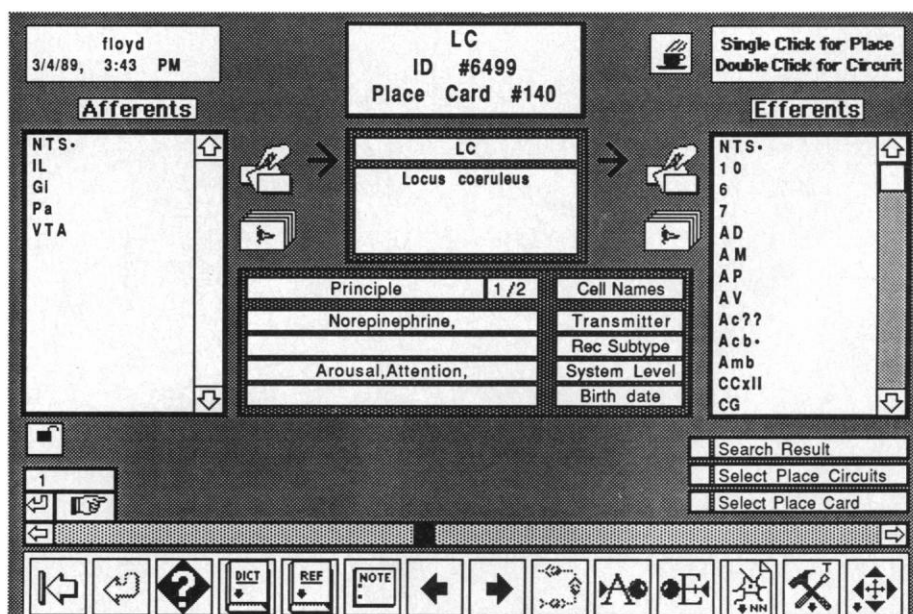 floyd
3/4/89, 3:43 PM
LC
ID #6499
Place Card #140
Single Click for Place
Double Click for Circuit
Afferents
Efferents
NTS•
IL
GI
Pa
VTA
LC
Locus coeruleus
NTS•
10
6
7
AD
AM
AP
AV
Ac??
Acb•
Amb
CCxII
CG
Principle 1/2 Cell Names
Norepinephrine, Transmitter
Rec Subtype
Arousal,Attention, System Level
Birth date
Search Result
Select Place Circuits
Select Place Card
1
? DICT REF NOTE A E NN T